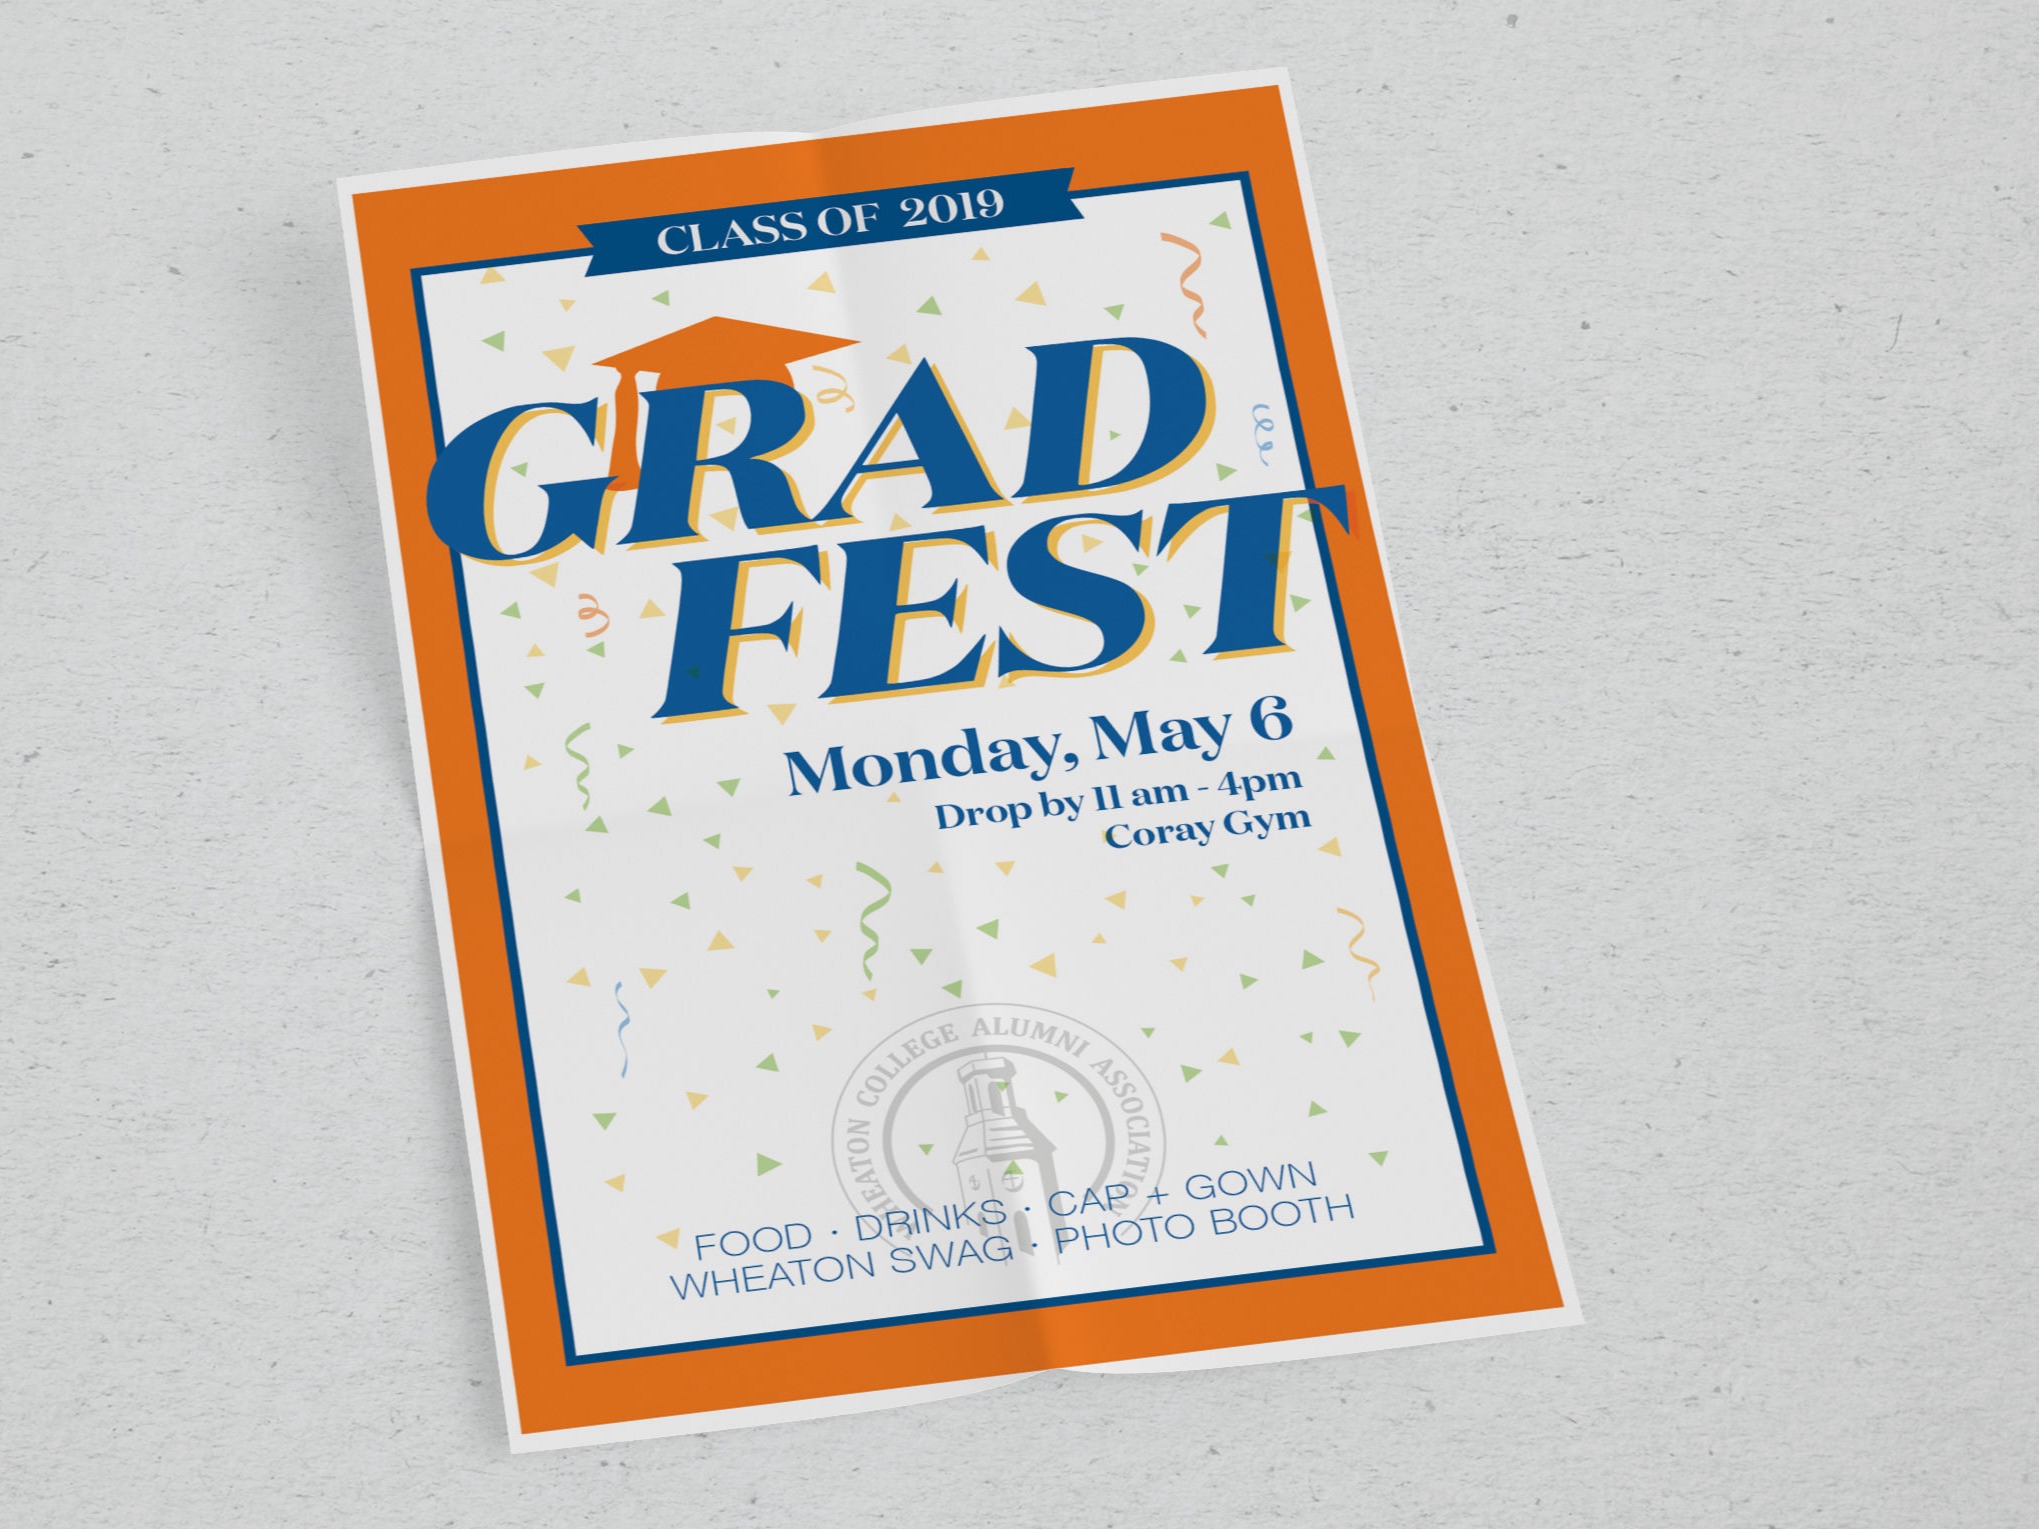 CLASS OF 2019
GRAD
FEST
Monday, May 6
Drop by 11 am - 4pm
Coray Gym
WHEATON COLLEGE ALUMNI ASSOCIATION
FOOD · DRINKS · CAP + GOWN
WHEATON SWAG · PHOTO BOOTH